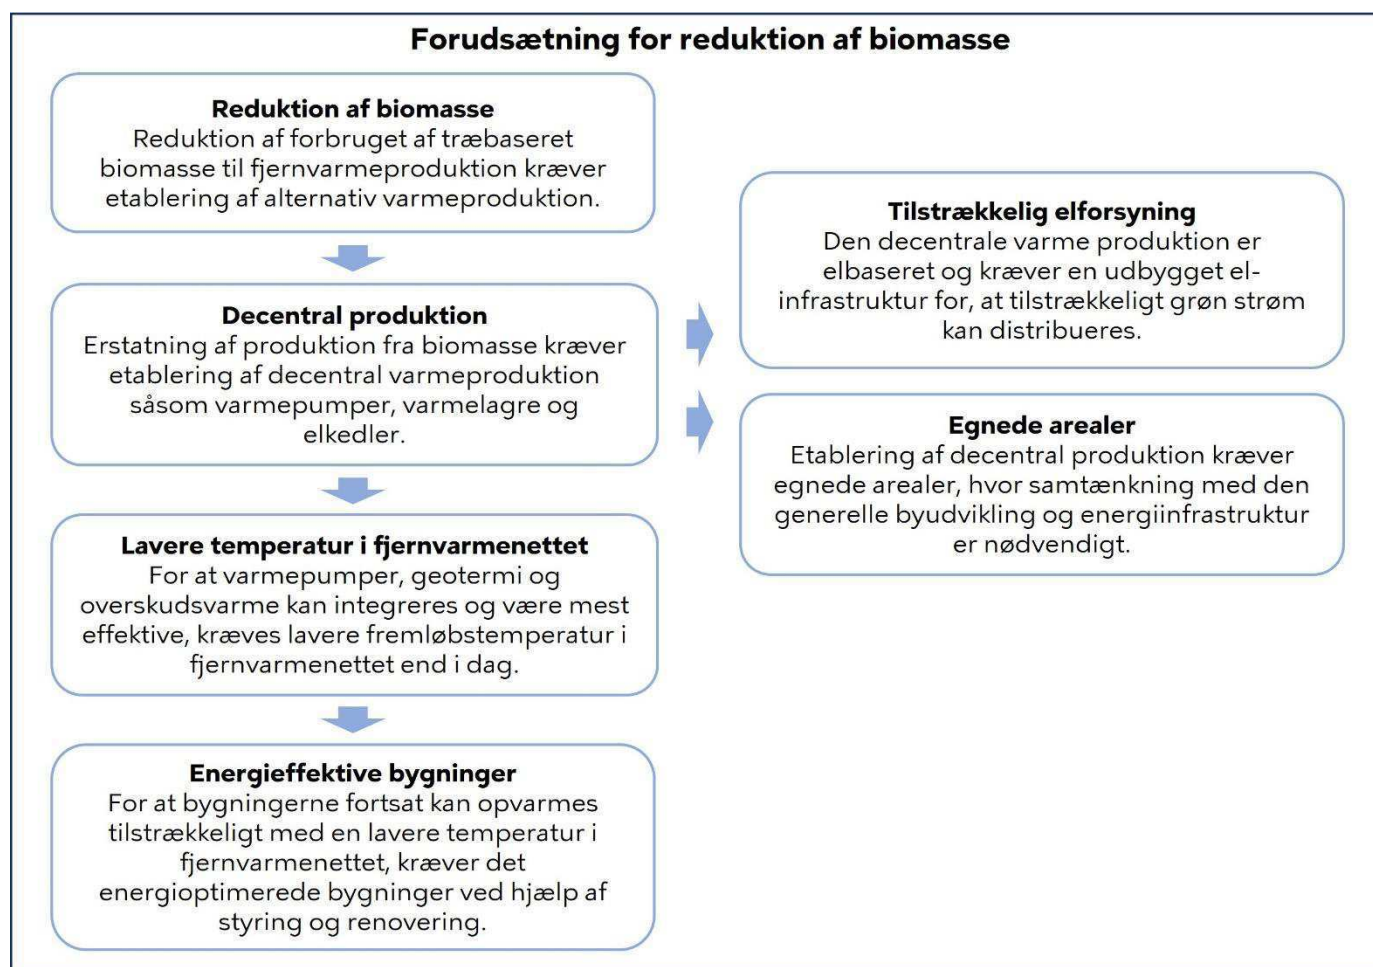 Forudsætning for reduktion af biomasse
Reduktion af biomasse
Reduktion af forbruget af træbaseret
biomasse til fjernvarmeproduktion kræver
etablering af alternativ varmeproduktion.
Decentral produktion
Erstatning af produktion fra biomasse kræver
etablering af decentral varmeproduktion
såsom varmepumper, varmelagre og
elkedler.
Lavere temperatur i fjernvarmenettet
For at varmepumper, geotermi og
overskudsvarme kan integreres og være mest
effektive, kræves lavere fremløbstemperatur i
fjernvarmenettet end i dag.
Energieffektive bygninger
For at bygningerne fortsat kan opvarmes
tilstrækkeligt med en lavere temperatur i
fjernvarmenettet, kræver det
energioptimerede bygninger ved hjælp af
styring og renovering.
Tilstrækkelig elforsyning
Den decentrale varme produktion er
elbaseret og kræver en udbygget el-
infrastruktur for, at tilstrækkeligt grøn strøm
kan distribueres.
Egnede arealer
Etablering af decentral produktion kræver
egnede arealer, hvor samtænkning med den
generelle byudvikling og energiinfrastruktur
er nødvendigt.